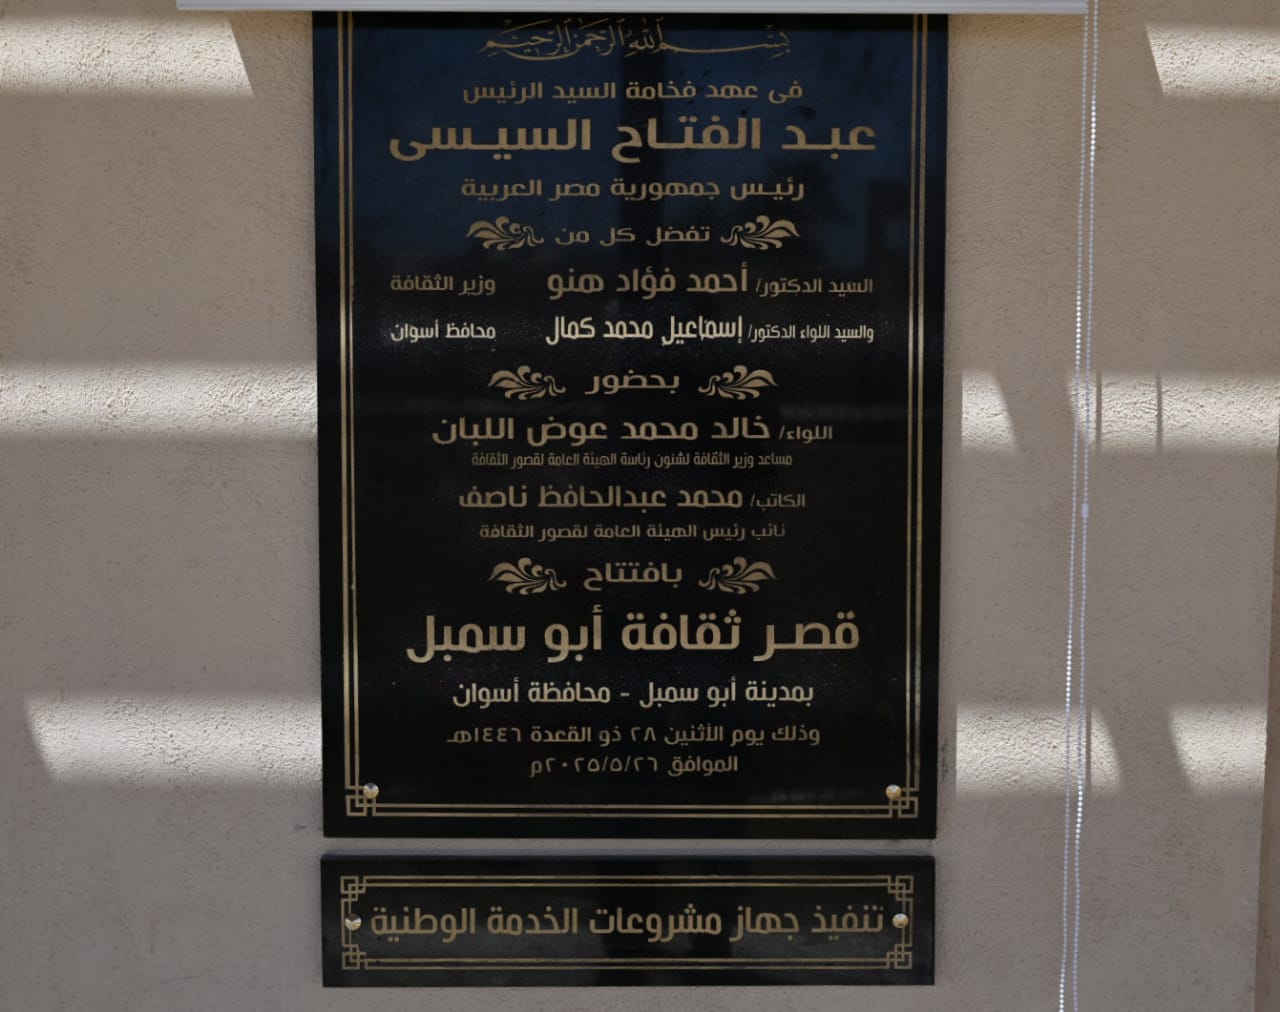 بسم الله الرحمن الرحيم
فى عهد فخامة السيد الرئيس
عبد الفتاح السيسى
رئيس جمهورية مصر العربية
تفضل كل من
السيد الدكتور/ أحمد فؤاد هنو وزير الثقافة
والسيد اللواء الدكتور/ إسماعيل محمد كمال محافظ أسوان
بحضور
اللواء/ خالد محمد عوض اللبان
مساعد وزير الثقافة لشئون رئاسة الهيئة العامة لقصور الثقافة
الكاتب/ محمد عبدالحافظ ناصف
نائب رئيس الهيئة العامة لقصور الثقافة
بافتتاح
قصر ثقافة أبو سمبل
بمدينة أبو سمبل - محافظة أسوان
وذلك يوم الأثنين ٢٨ ذو القعدة ١٤٤٦هـ
الموافق ٢٠٢٥/٥/٢٦م
تنفيذ جهاز مشروعات الخدمة الوطنية